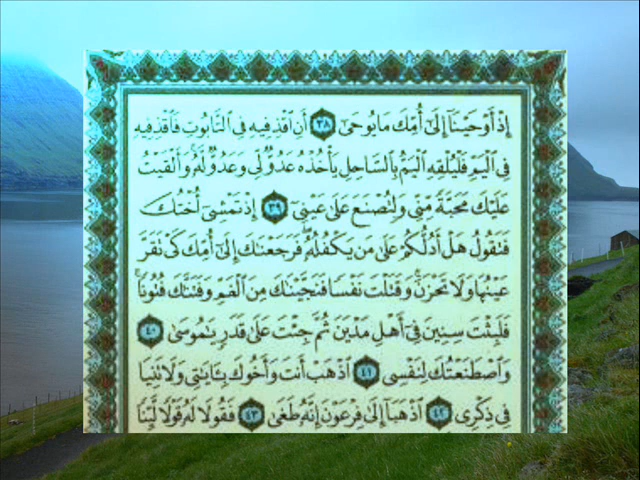 إِذْ أَوْحَيْنَآ إِلَىٰٓ أُمِّكَ مَا يُوحَىٰٓ ٣٨ أَنِ ٱقْذِفِيهِ فِى ٱلتَّابُوتِ فَٱقْذِفِيهِ
فِى ٱلْيَمِّ فَلْيُلْقِهِ ٱلْيَمُّ بِٱلسَّاحِلِ يَأْخُذْهُ عَدُوٌّ لِّى وَعَدُوٌّ لَّهُۥ ۚ وَأَلْقَيْتُ
عَلَيْكَ مَحَبَّةً مِّنِّى وَلِتُصْنَعَ عَلَىٰ عَيْنِىٓ ٣٩ إِذْ تَمْشِىٓ أُخْتُكَ
فَتَقُولُ هَلْ أَدُلُّكُمْ عَلَىٰ مَن يَكْفُلُهُۥ ۖ فَرَجَعْنَٰكَ إِلَىٰٓ أُمِّكَ كَىْ تَقَرَّ
عَيْنُهَا وَلَا تَحْزَنَ ۚ وَقَتَلْتَ نَفْسًا فَنَجَّيْنَٰكَ مِنَ ٱلْغَمِّ وَفَتَنَّٰكَ فُتُونًا ۚ
فَلَبِثْتَ سِنِينَ فِىٓ أَهْلِ مَدْيَنَ ثُمَّ جِئْتَ عَلَىٰ قَدَرٍ يَٰمُوسَىٰ ٤٠
وَٱصْطَنَعْتُكَ لِنَفْسِى ٤١ ٱذْهَبْ أَنتَ وَأَخُوكَ بِـَٔايَٰتِى وَلَا تَنِيَا
فِى ذِكْرِى ٤٢ ٱذْهَبَآ إِلَىٰ فِرْعَوْنَ إِنَّهُۥ طَغَىٰ ٤٣ فَقُولَا لَهُۥ قَوْلًا لَّيِّنًا